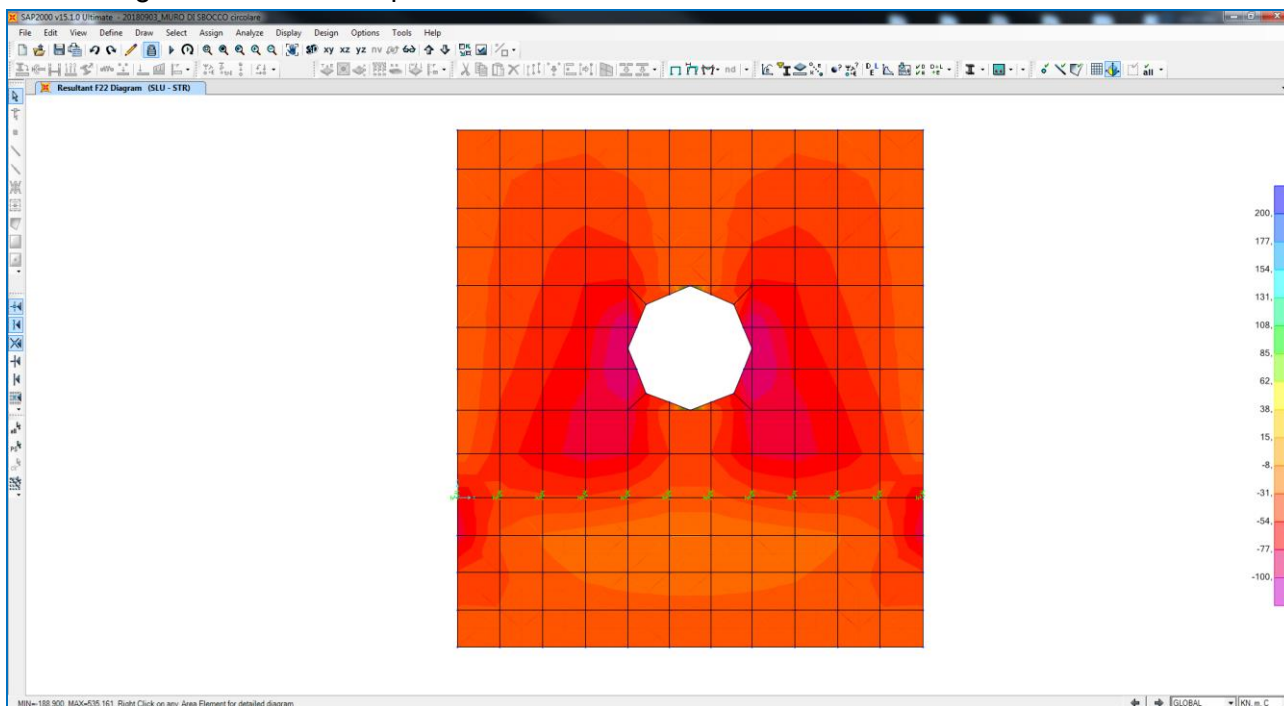 SAP2000 v15.1.0 Ultimate - 20180903_MURO DI SBOCCO circolare
File Edit View Define Draw Select Assign Analyze Display Design Options Tools Help
xy xz yz nv
nd
all
Resultant F22 Diagram (SLU - STR)
200,
177,
154,
131,
108,
85,
62,
38,
15,
-8,
-31,
-54,
-77,
-100,
MIN=-188.900, MAX=535.161, Right Click on any Area Element for detailed diagram
GLOBAL
KN, m, C